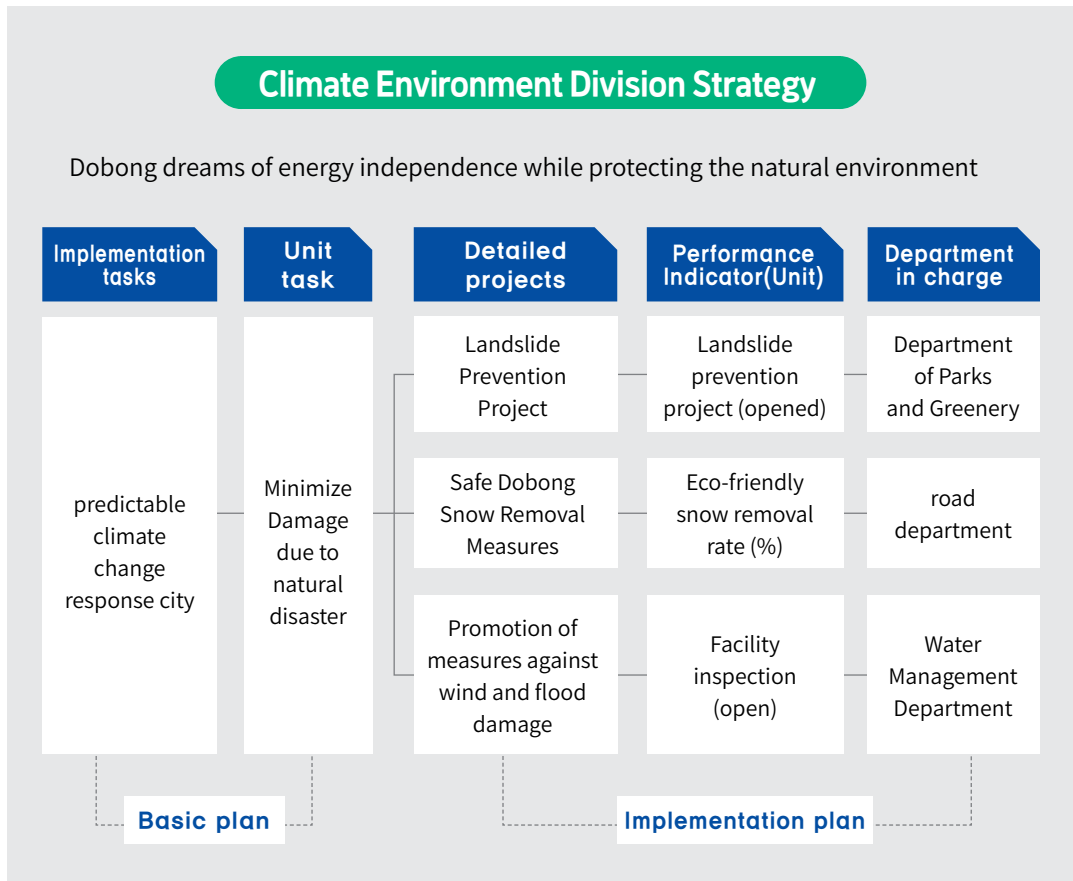 Climate Environment Division Strategy
Dobong dreams of energy independence while protecting the natural environment
Implementation
tasks
Unit
task
Detailed
projects
Performance
Indicator(Unit)
Department
in charge
predictable
climate
change
response city
Minimize
Damage
due to
natural
disaster
Landslide
Prevention
Project
Landslide
prevention
project (opened)
Department
of Parks
and Greenery
Safe Dobong
Snow Removal
Measures
Eco-friendly
snow removal
rate (%)
road
department
Promotion of
measures against
wind and flood
damage
Facility
inspection
(open)
Water
Management
Department
Basic plan
Implementation plan